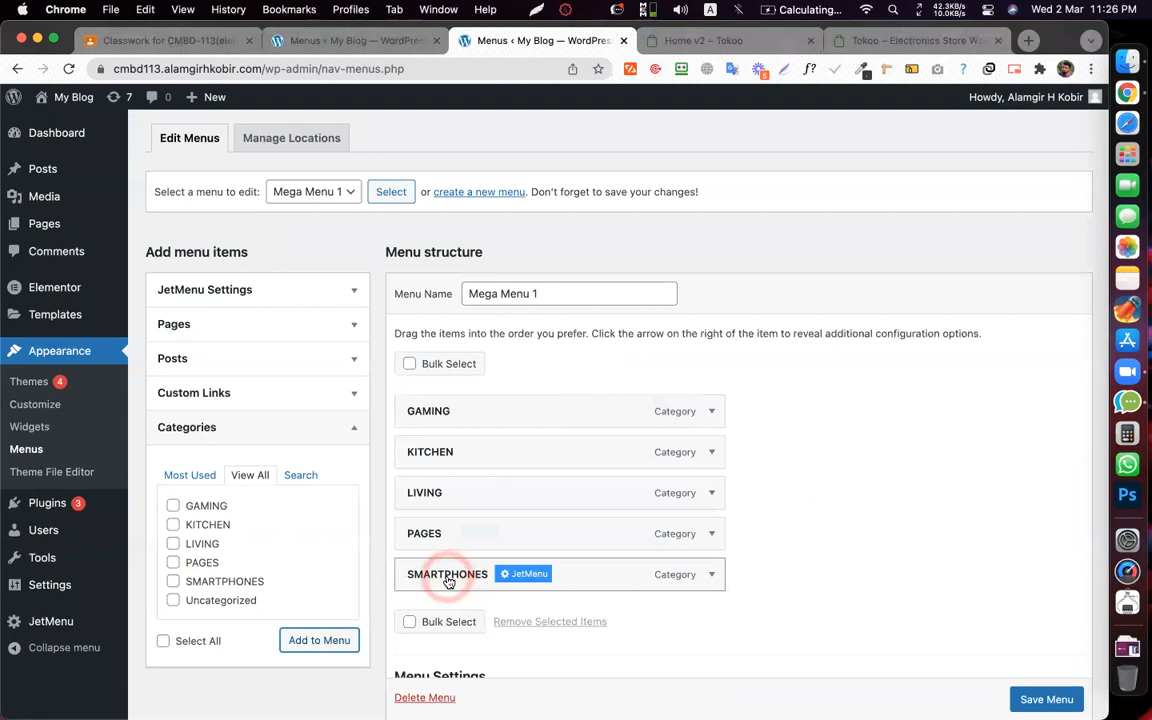 Chrome File Edit View History Bookmarks Profiles Tab Window Help A Calculating... 42.3KB/s 10.0KB/s Wed 2 Mar 11:26 PM
Classwork for CMBD-113(elec Menus ‹ My Blog — WordPres Menus ‹ My Blog — WordPres Home v2 – Tokoo Tokoo – Electronics Store W
cmbd113.alamgirhkobir.com/wp-admin/nav-menus.php
My Blog 7 0 New Howdy, Alamgir H Kobir
Dashboard
Posts
Media
Pages
Comments
Elementor
Templates
Appearance
Themes 4
Customize
Widgets
Menus
Theme File Editor
Plugins 3
Users
Tools
Settings
JetMenu
Collapse menu
Edit Menus Manage Locations
Select a menu to edit: Mega Menu 1 Select or create a new menu. Don't forget to save your changes!
Add menu items
JetMenu Settings
Pages
Posts
Custom Links
Categories
Most Used View All Search
GAMING
KITCHEN
LIVING
PAGES
SMARTPHONES
Uncategorized
Select All Add to Menu
Menu structure
Menu Name Mega Menu 1
Drag the items into the order you prefer. Click the arrow on the right of the item to reveal additional configuration options.
Bulk Select
GAMING Category
KITCHEN Category
LIVING Category
PAGES Category
SMARTPHONES JetMenu Category
Bulk Select Remove Selected Items
Menu Settings
Delete Menu Save Menu
Ps